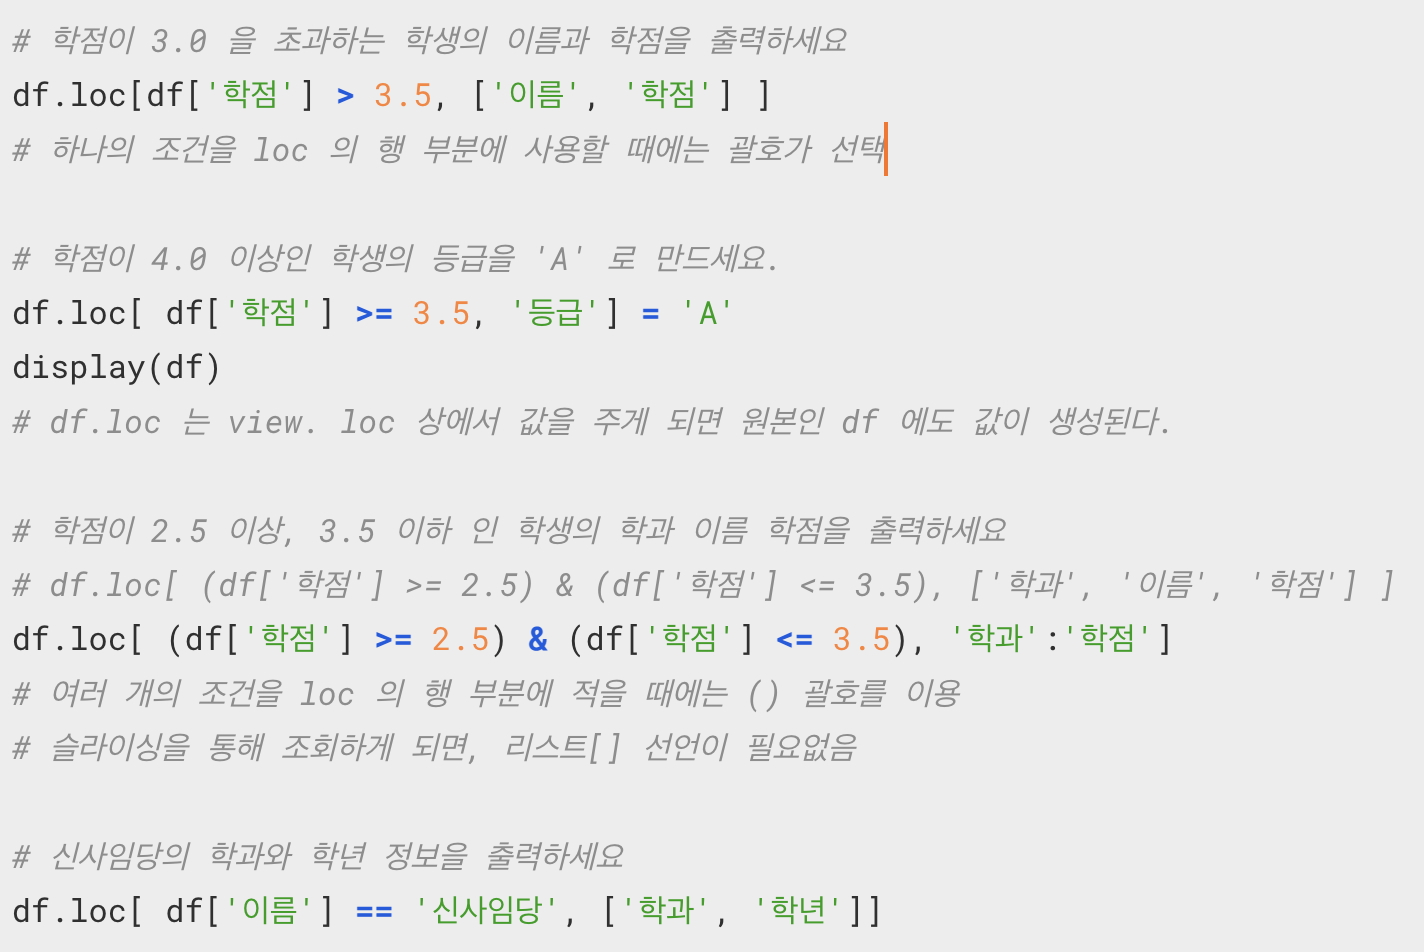 # 학점이 3.0 을 초과하는 학생의 이름과 학점을 출력하세요
df.loc[df['학점'] > 3.5, ['이름', '학점'] ]
# 하나의 조건을 loc 의 행 부분에 사용할 때에는 괄호가 선택
# 학점이 4.0 이상인 학생의 등급을 'A' 로 만드세요.
df.loc[ df['학점'] >= 3.5, '등급'] = 'A'
display(df)
# df.loc 는 view. loc 상에서 값을 주게 되면 원본인 df 에도 값이 생성된다.
# 학점이 2.5 이상, 3.5 이하 인 학생의 학과 이름 학점을 출력하세요
# df.loc[ (df['학점'] >= 2.5) & (df['학점'] <= 3.5), ['학과', '이름', '학점'] ]
df.loc[ (df['학점'] >= 2.5) & (df['학점'] <= 3.5), '학과':'학점']
# 여러 개의 조건을 loc 의 행 부분에 적을 때에는 () 괄호를 이용
# 슬라이싱을 통해 조회하게 되면, 리스트[] 선언이 필요없음
# 신사임당의 학과와 학년 정보을 출력하세요
df.loc[ df['이름'] == '신사임당', ['학과', '학년']]